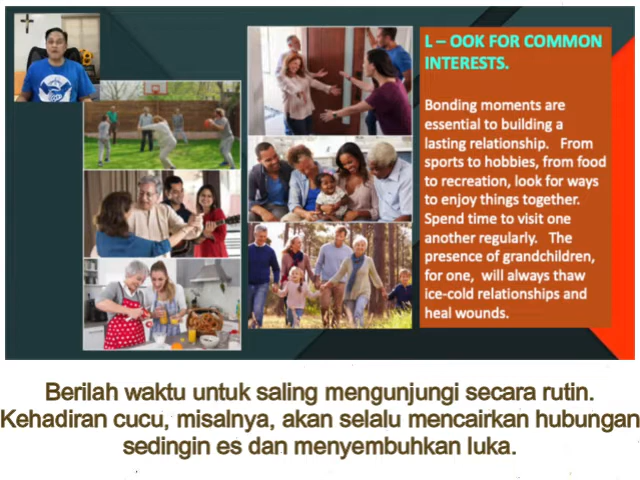 L – OOK FOR COMMON
INTERESTS.
Bonding moments are
essential to building a
lasting relationship. From
sports to hobbies, from food
to recreation, look for ways
to enjoy things together.
Spend time to visit one
another regularly. The
presence of grandchildren,
for one, will always thaw
ice-cold relationships and
heal wounds.
Berilah waktu untuk saling mengunjungi secara rutin.
Kehadiran cucu, misalnya, akan selalu mencairkan hubungan
sedingin es dan menyembuhkan luka.